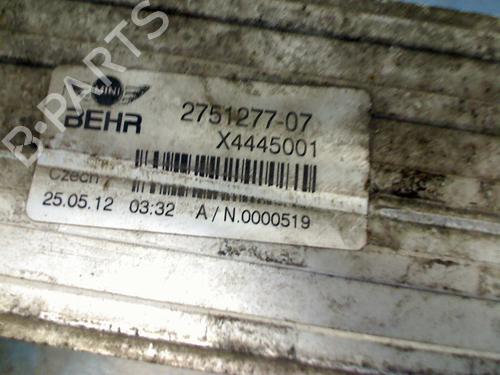 B-PARTS
MINI
BEHR
2751277-07
X4445001
Czech
25.05.12 03:32 A/N.0000519